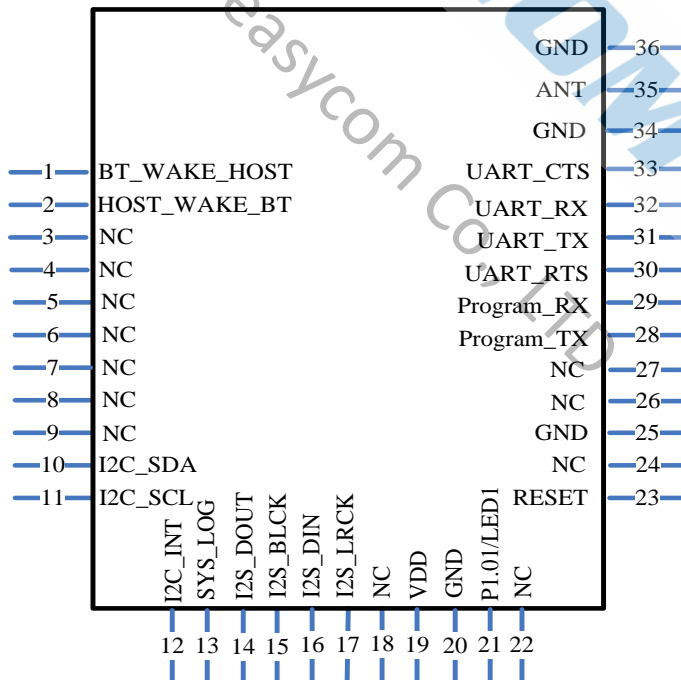 GND 36
ANT 35
GND 34
1 BT_WAKE_HOST UART_CTS 33
2 HOST_WAKE_BT UART_RX 32
3 NC UART_TX 31
4 NC UART_RTS 30
5 NC Program_RX 29
6 NC Program_TX 28
7 NC NC 27
8 NC NC 26
9 NC GND 25
10 I2C_SDA NC 24
11 I2C_SCL RESET 23
I2C_INT SYS_LOG I2S_DOUT I2S_BLCK I2S_DIN I2S_LRCK NC VDD GND P1.01/LED1 NC
12 13 14 15 16 17 18 19 20 21 22
easycom Co., LTD